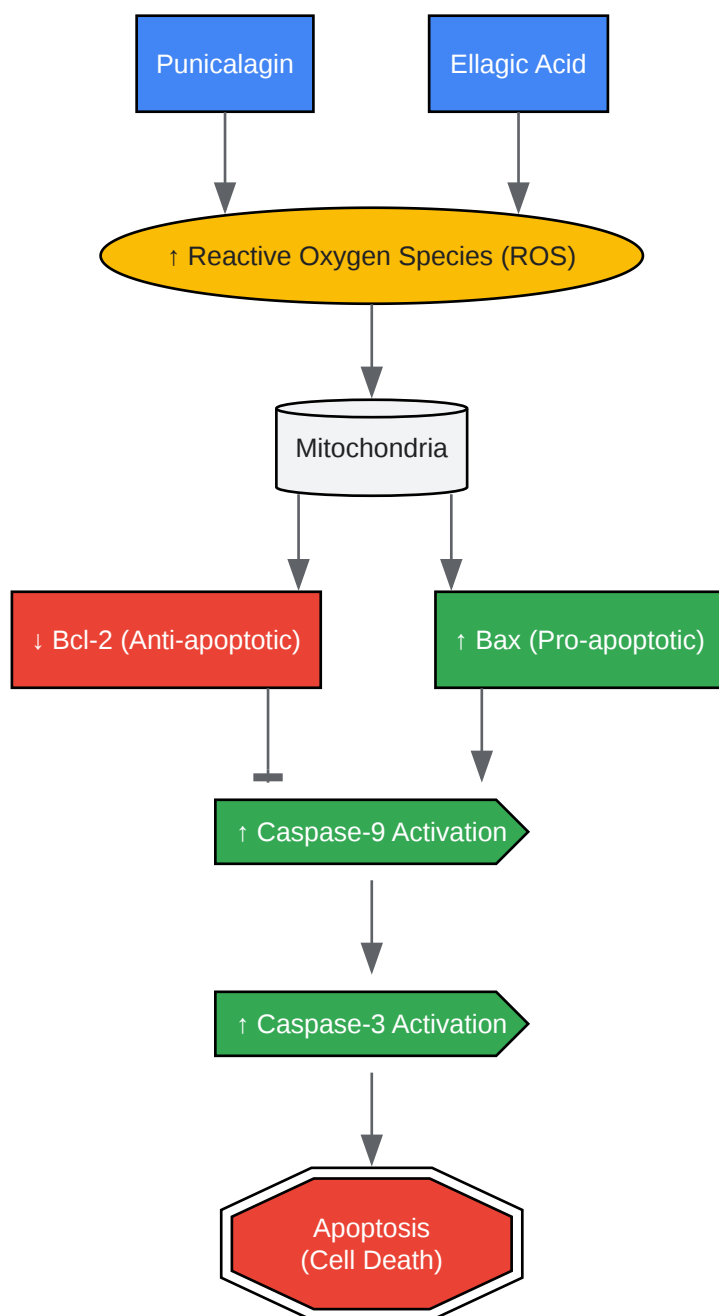 Punicalagin
Ellagic Acid
↑ Reactive Oxygen Species (ROS)
Mitochondria
↓ Bcl-2 (Anti-apoptotic)
↑ Bax (Pro-apoptotic)
↑ Caspase-9 Activation
↑ Caspase-3 Activation
Apoptosis
(Cell Death)